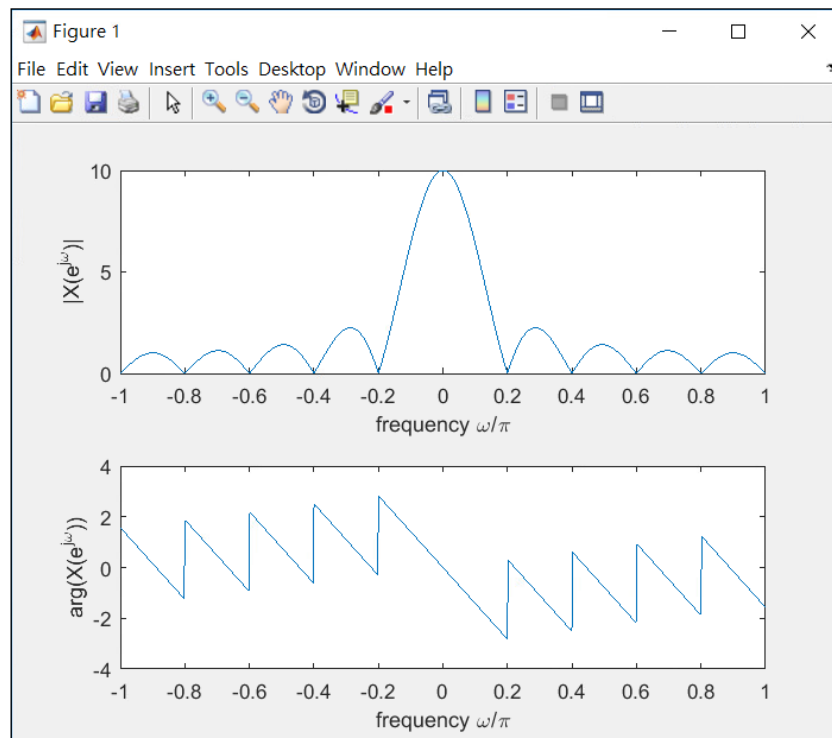 Figure 1
File Edit View Insert Tools Desktop Window Help
10
5
0
|X(e^{jω})|
-1 -0.8 -0.6 -0.4 -0.2 0 0.2 0.4 0.6 0.8 1
frequency ω/π
4
2
0
-2
-4
arg(X(e^{jω}))
-1 -0.8 -0.6 -0.4 -0.2 0 0.2 0.4 0.6 0.8 1
frequency ω/π